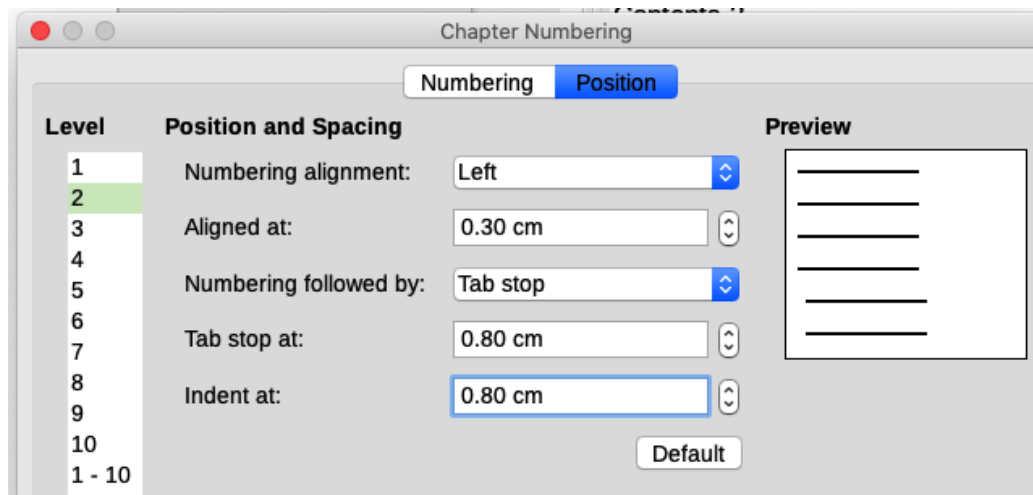 Chapter Numbering
Numbering Position
Level Position and Spacing Preview
1 Numbering alignment: Left
2
3 Aligned at: 0.30 cm
4
5 Numbering followed by: Tab stop
6
7 Tab stop at: 0.80 cm
8 Indent at: 0.80 cm
9
10 Default
1 - 10